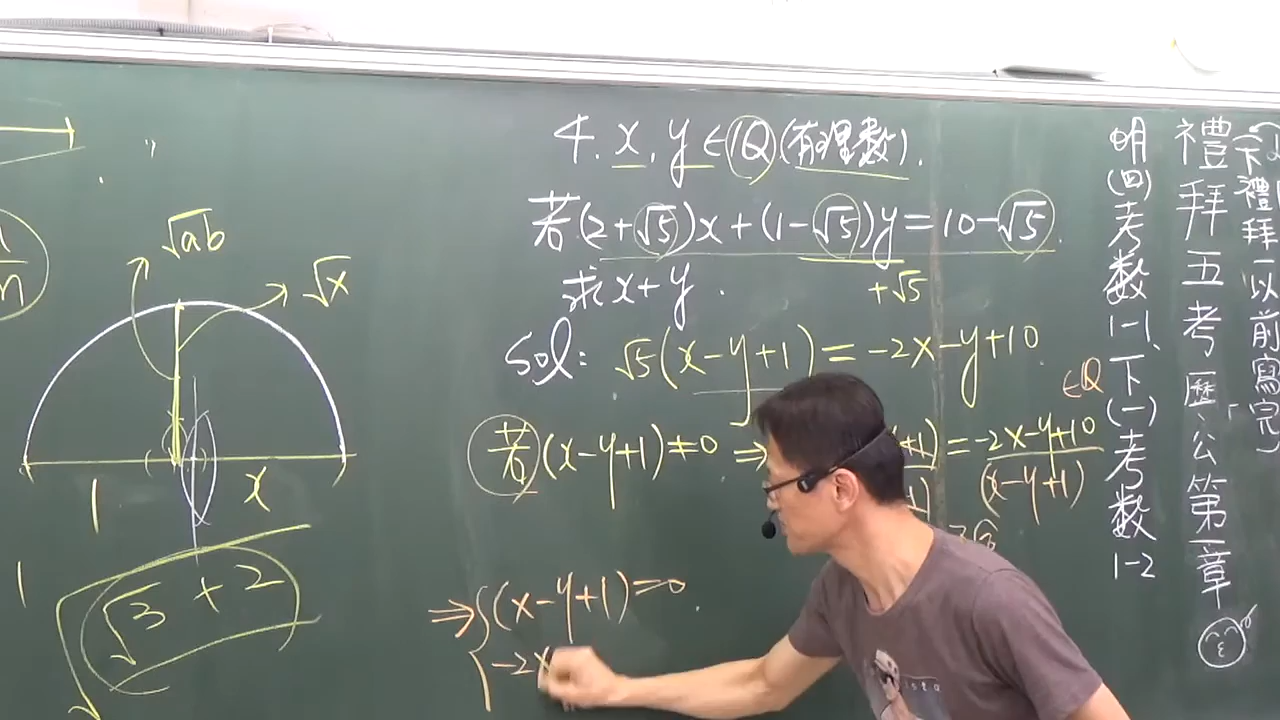 4. x, y ∈ ℚ (有理數).
若(2+√5)x+(1-√5)y=10-√5
求 x+y.
+√5
Sol: √5(x-y+1)=-2x-y+10
∈ℚ
若(x-y+1)≠0 ⇒ +1) = -2x-y+10
(x-y+1)
⇒{(x-y+1)=0
-2x
√ab
√x
1
x
1
√3+2
n
明(四)考數1-1、下(一)考數1-2
禮拜五考歷、公第一章
(下禮拜一以前寫完)